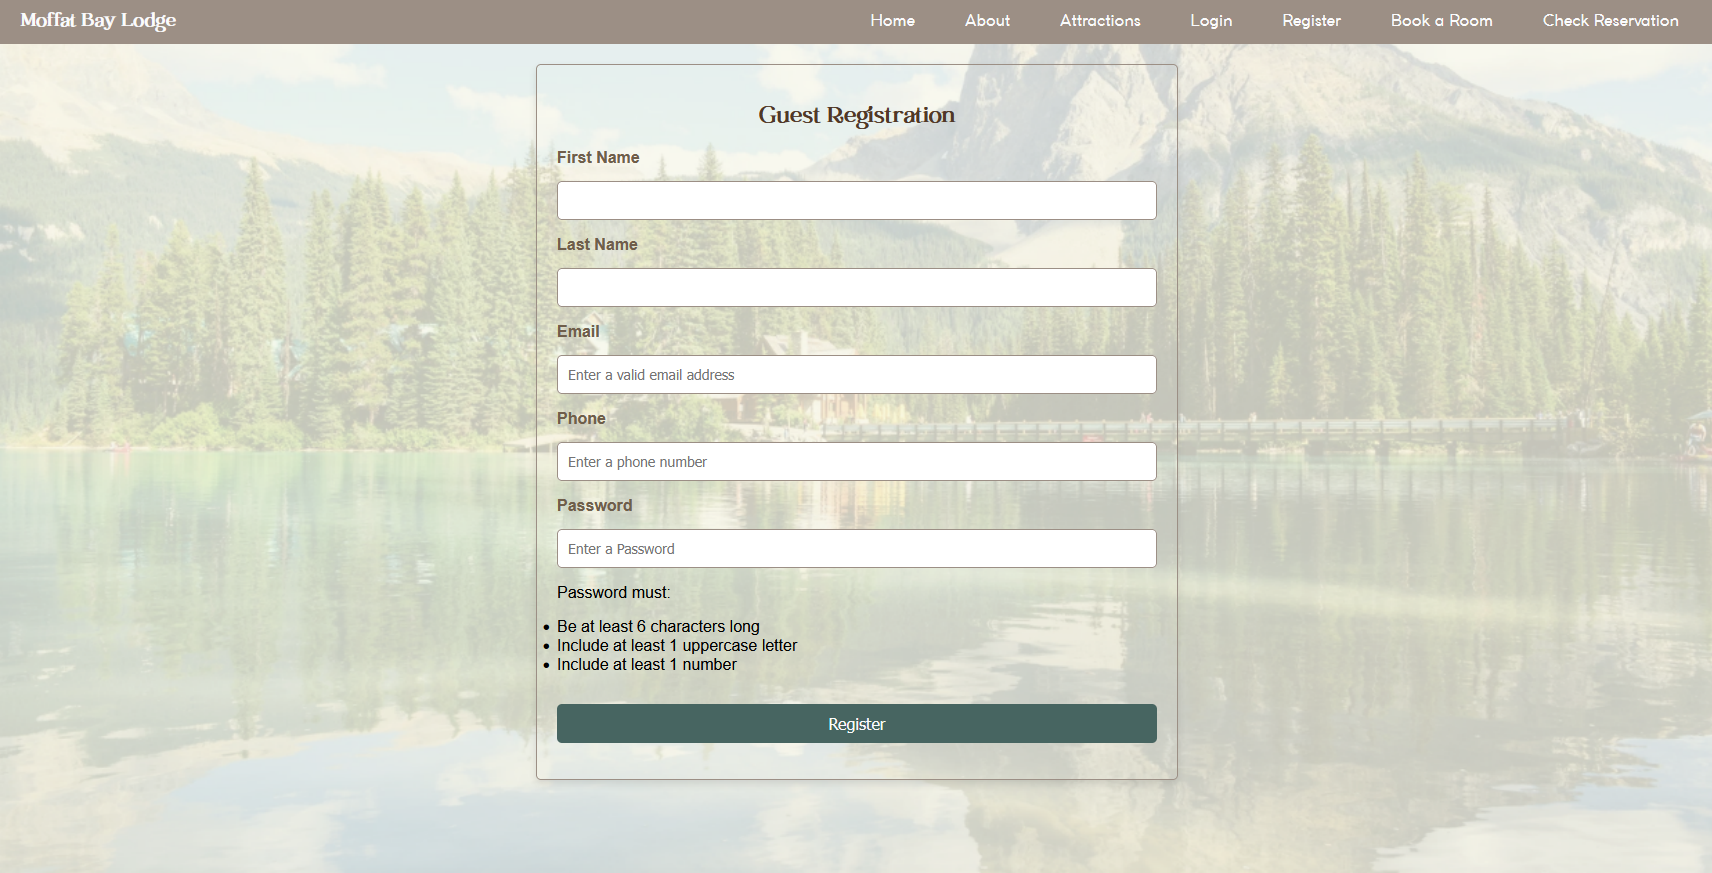 Moffat Bay Lodge
Home About Attractions Login Register Book a Room Check Reservation
Guest Registration
First Name
Last Name
Email
Enter a valid email address
Phone
Enter a phone number
Password
Enter a Password
Password must:
• Be at least 6 characters long
• Include at least 1 uppercase letter
• Include at least 1 number
Register